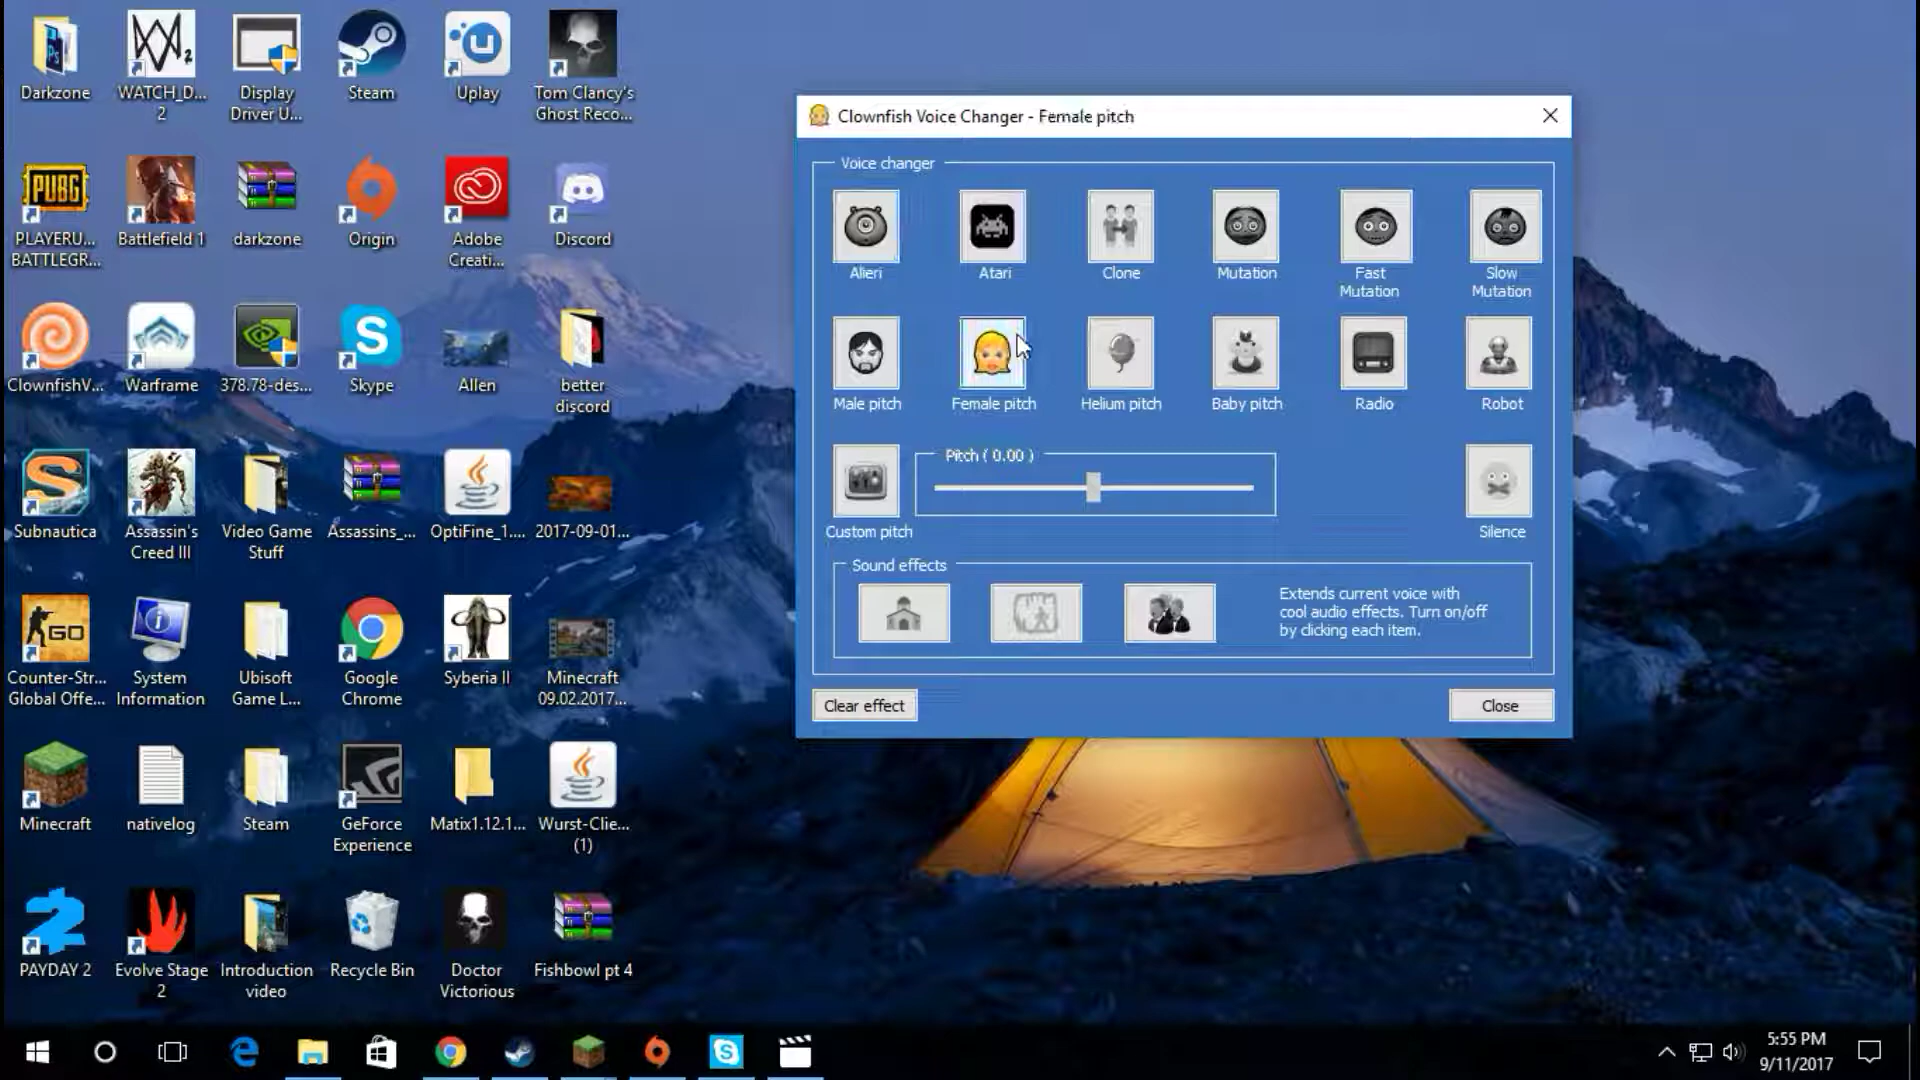 Darkzone
WATCH_D...
2
Display
Driver U...
Steam
Uplay
Tom Clancy's
Ghost Reco...
PLAYERU...
BATTLEGR...
Battlefield 1
darkzone
Origin
Adobe
Creati...
Discord
ClownfishV...
Warframe
378.78-des...
Skype
Allen
better
discord
Subnautica
Assassin's
Creed III
Video Game
Stuff
Assassins_...
OptiFine_1....
2017-09-01...
Counter-Str...
Global Offe...
System
Information
Ubisoft
Game L...
Google
Chrome
Syberia II
Minecraft
09.02.2017...
Minecraft
nativelog
Steam
GeForce
Experience
Matix1.12.1...
Wurst-Clie...
(1)
PAYDAY 2
Evolve Stage
2
Introduction
video
Recycle Bin
Doctor
Victorious
Fishbowl pt 4
PUBG
GO
Ps
Clownfish Voice Changer - Female pitch
Voice changer
Alien
Atari
Clone
Mutation
Fast
Mutation
Slow
Mutation
Male pitch
Female pitch
Helium pitch
Baby pitch
Radio
Robot
Pitch ( 0.00 )
Custom pitch
Silence
Sound effects
Extends current voice with
cool audio effects. Turn on/off
by clicking each item.
Clear effect
Close
5:55 PM
9/11/2017